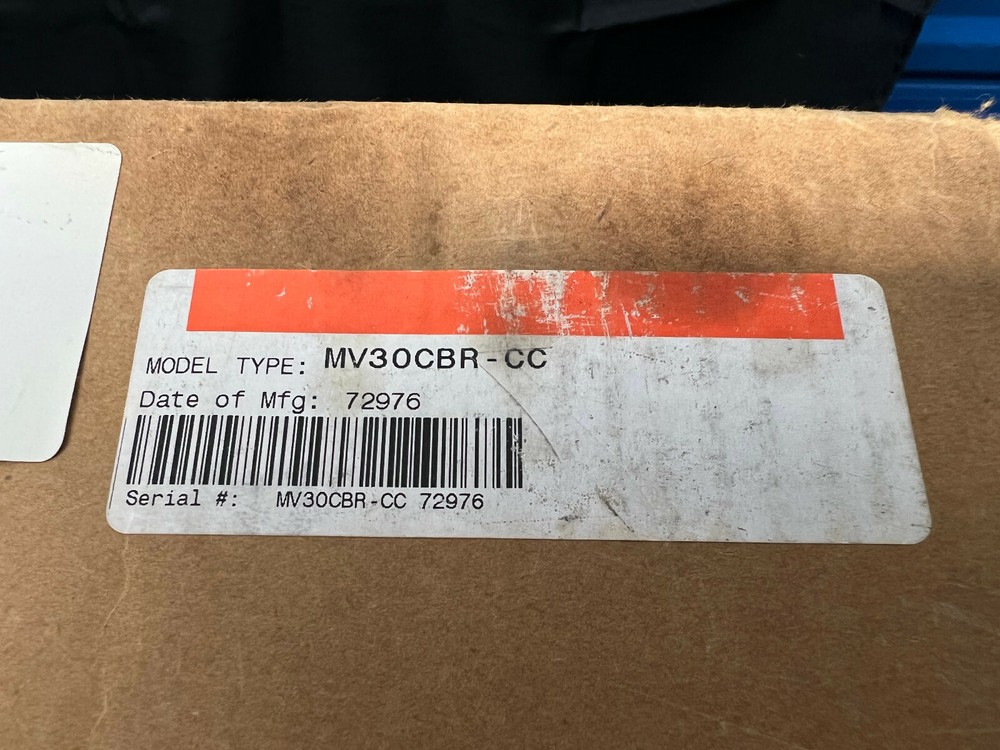 MODEL TYPE: MV30CBR-CC
Date of Mfg: 72976
Serial #: MV30CBR-CC 72976